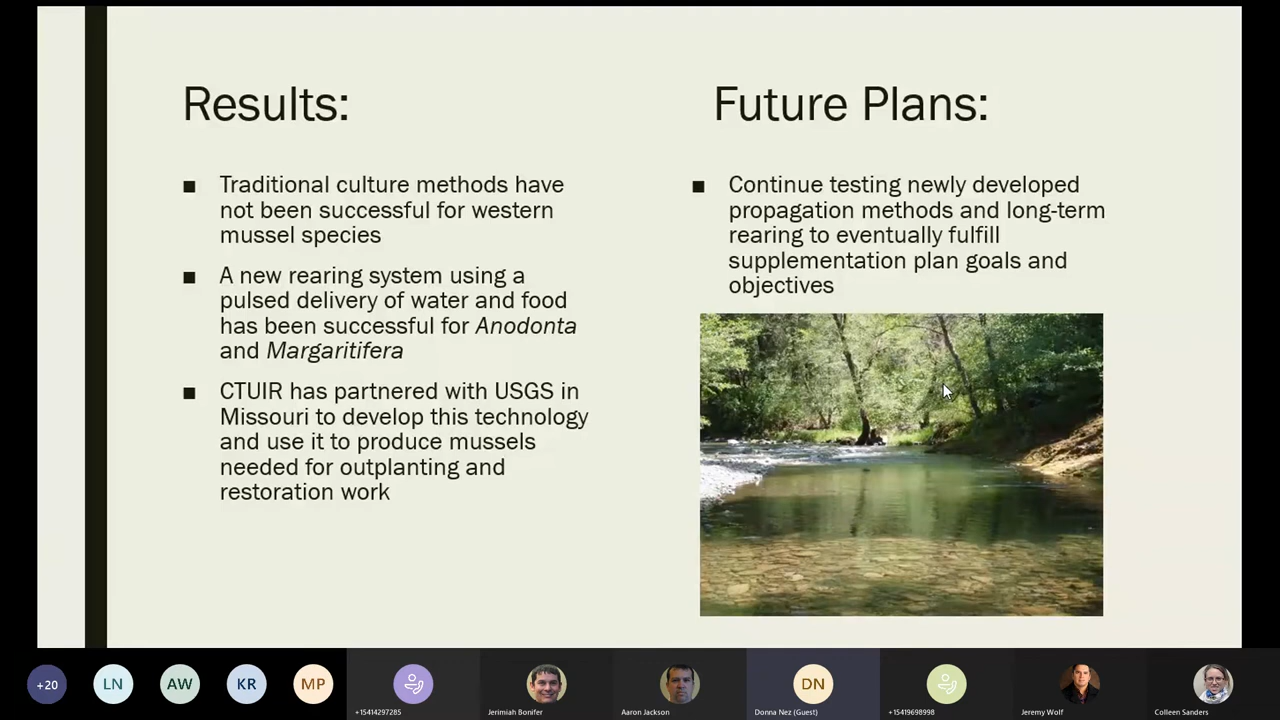 Results:
Traditional culture methods have
not been successful for western
mussel species
A new rearing system using a
pulsed delivery of water and food
has been successful for Anodonta
and Margaritifera
CTUIR has partnered with USGS in
Missouri to develop this technology
and use it to produce mussels
needed for outplanting and
restoration work
Future Plans:
Continue testing newly developed
propagation methods and long-term
rearing to eventually fulfill
supplementation plan goals and
objectives
+20
LN
AW
KR
MP
+15414297285
Jerimiah Bonifer
Aaron Jackson
DN
Donna Nez (Guest)
+15419698998
Jeremy Wolf
Colleen Sanders